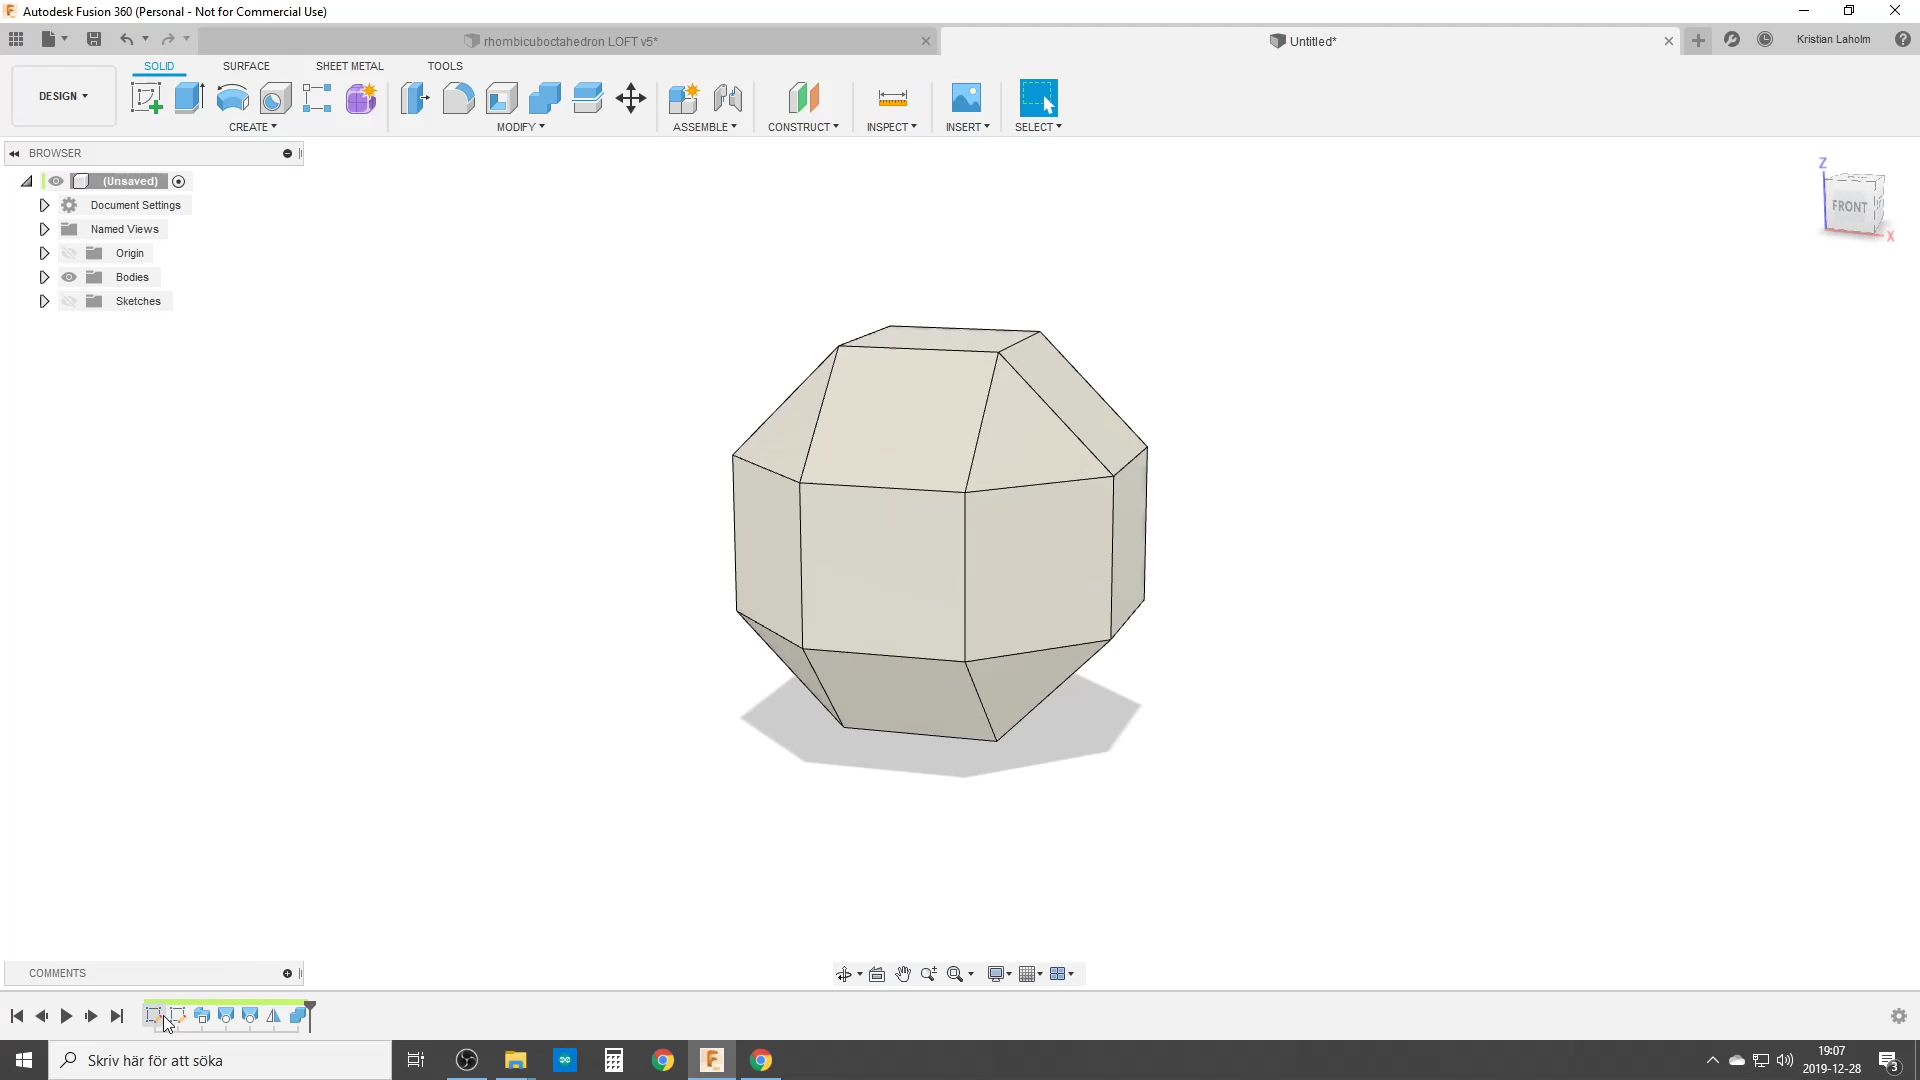 Autodesk Fusion 360 (Personal - Not for Commercial Use)
rhombicuboctahedron LOFT v5*
Untitled*
Kristian Laholm
SOLID
SURFACE
SHEET METAL
TOOLS
DESIGN
CREATE
MODIFY
ASSEMBLE
CONSTRUCT
INSPECT
INSERT
SELECT
BROWSER
(Unsaved)
Document Settings
Named Views
Origin
Bodies
Sketches
Z
FRONT
X
COMMENTS
Skriv här för att söka
19:07
2019-12-28
3